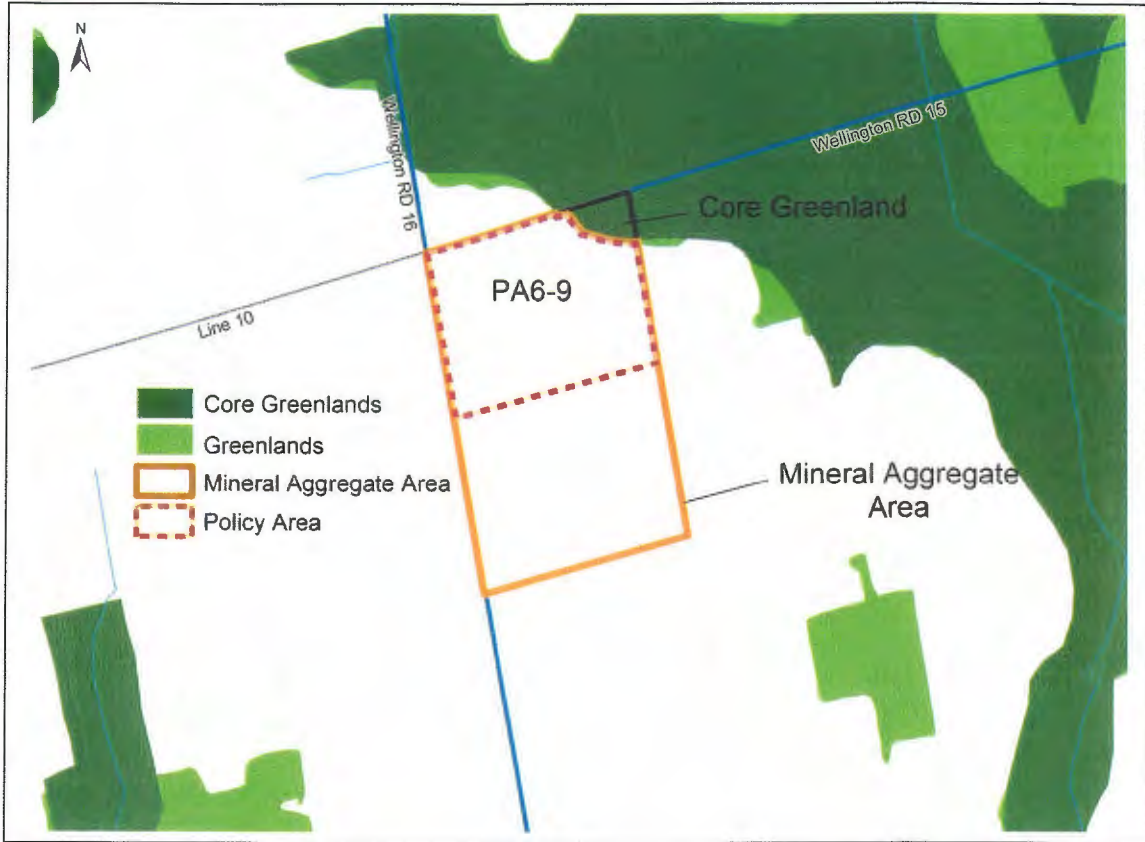 N
Wellington RD 16
Wellington RD 15
Core Greenland
PA6-9
Line 10
Core Greenlands
Greenlands
Mineral Aggregate Area
Policy Area
Mineral Aggregate
Area